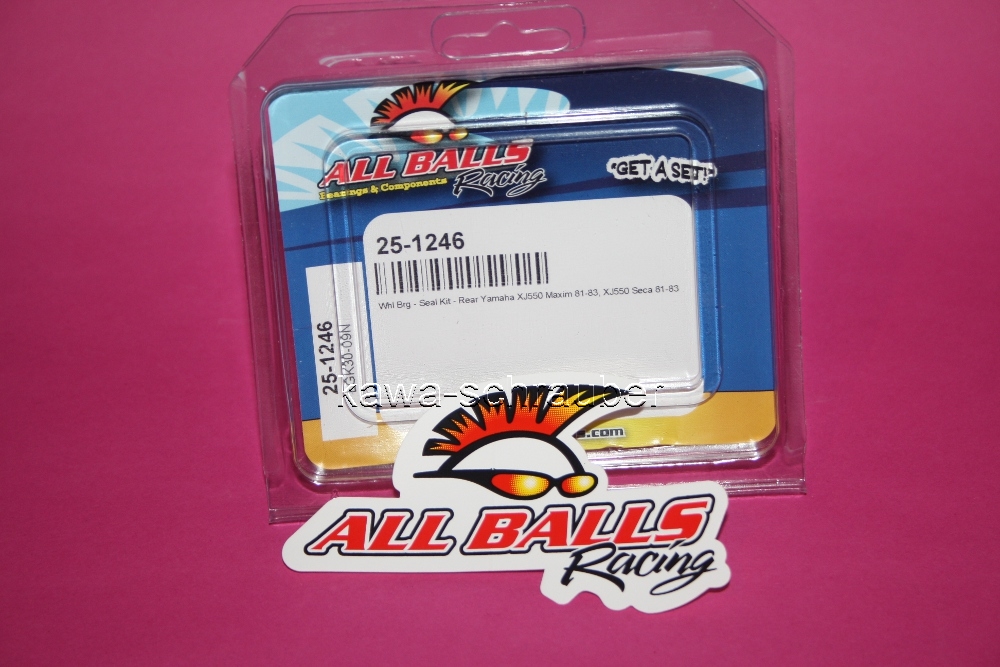 ALL BALLS
Bearings & Components
Racing
"GET A SET!"
25-1246
Whl Brg - Seal Kit - Rear Yamaha XJ550 Maxim 81-83, XJ550 Seca 81-83
25-1246
kawa-schrauber
.com
ALL BALLS
Racing